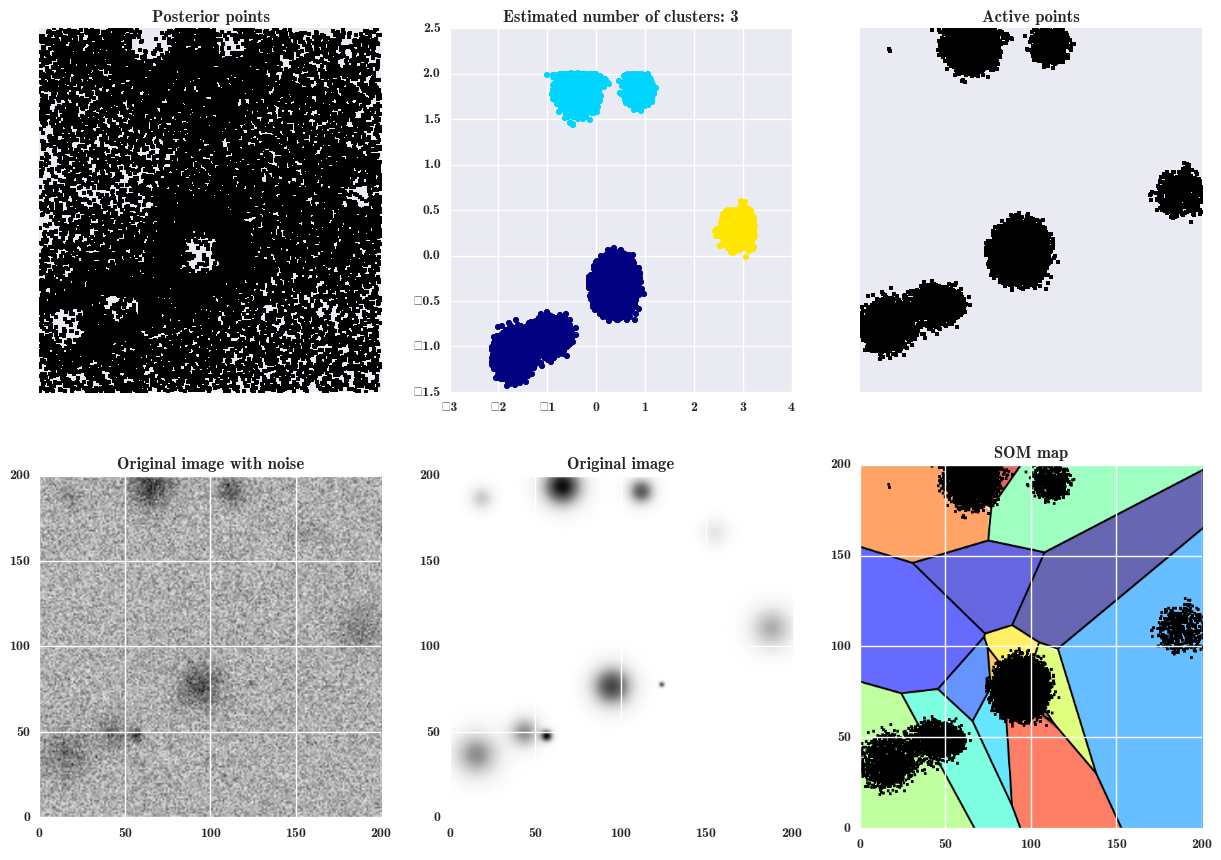 Posterior points
Estimated number of clusters: 3
Active points
2.5
2.0
1.5
1.0
0.5
0.0
□0.5
□1.0
□1.5
□3 □2 □1 0 1 2 3 4
Original image with noise
Original image
SOM map
200
150
100
50
0
0 50 100 150 200
200
150
100
50
0
0 50 100 150 200
200
150
100
50
0
0 50 100 150 200